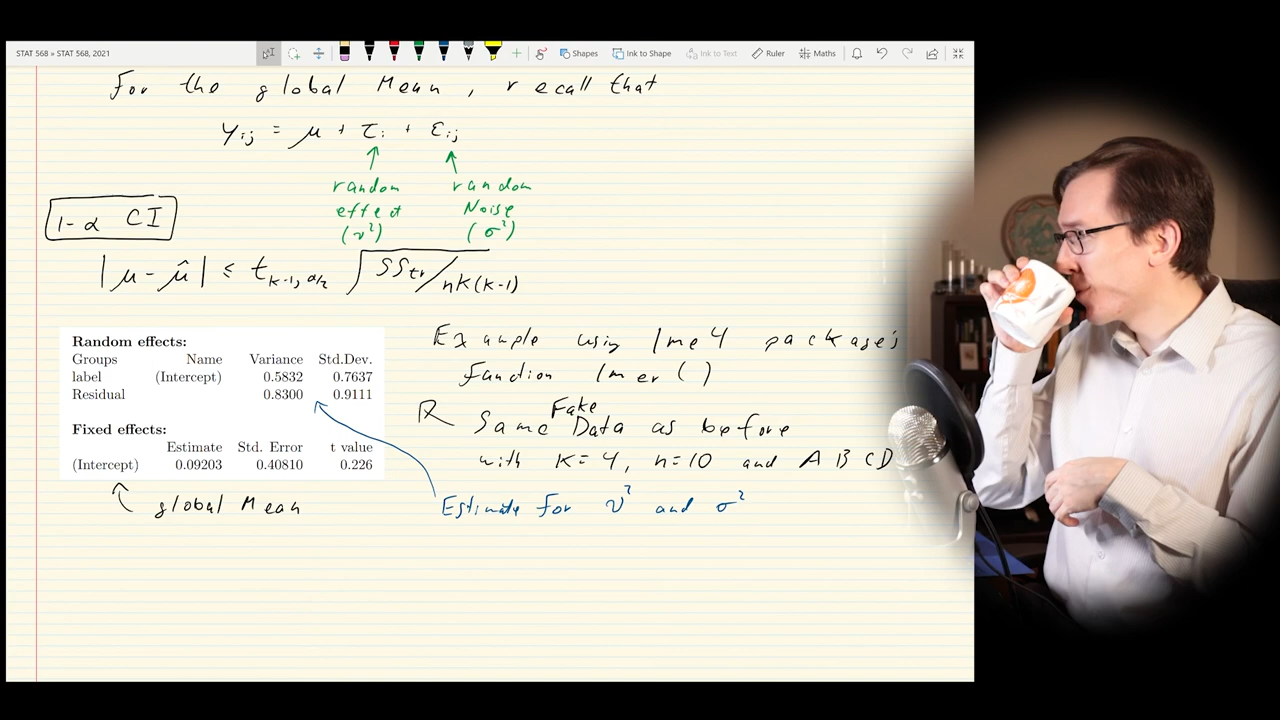 STAT 568 » STAT 568, 2021
Shapes Ink to Shape Ink to Text Ruler Maths
For the global Mean, recall that
yij = μ + τi + εij
random effect (ν²)
random Noise (σ²)
1-α CI
|μ - μ̂| ≤ t k-1, α/2 √SStr/nk(k-1)
Random effects:
Groups Name Variance Std.Dev.
label (Intercept) 0.5832 0.7637
Residual 0.8300 0.9111
Fixed effects:
Estimate Std. Error t value
(Intercept) 0.09203 0.40810 0.226
global Mean
Example using lme4 package's
function lmer()
R Same Fake Data as before
with k=4, n=10 and A B C D
Estimate for ν² and σ²